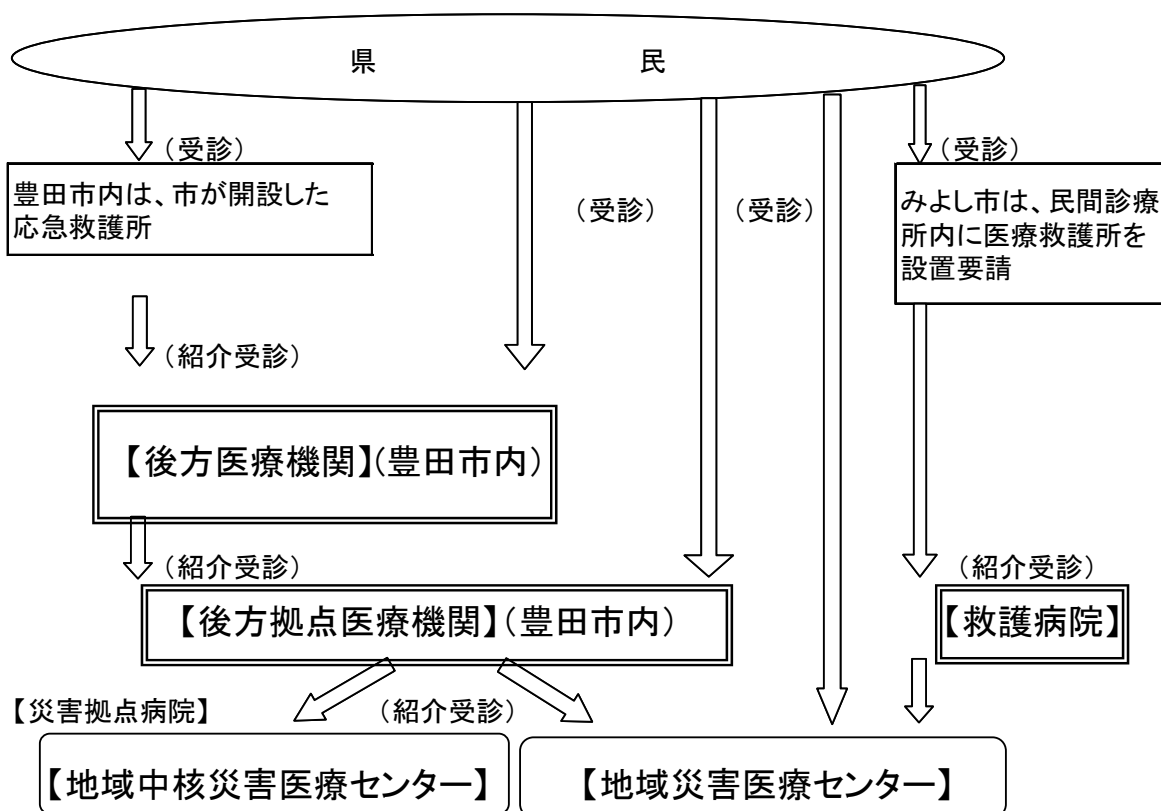 県 民
（受診）
（受診）
豊田市内は、市が開設した
応急救護所
（受診）
（受診）
みよし市は、民間診療
所内に医療救護所を
設置要請
（紹介受診）
【後方医療機関】（豊田市内）
（紹介受診）
（紹介受診）
【後方拠点医療機関】（豊田市内）
【救護病院】
【災害拠点病院】
（紹介受診）
【地域中核災害医療センター】
【地域災害医療センター】